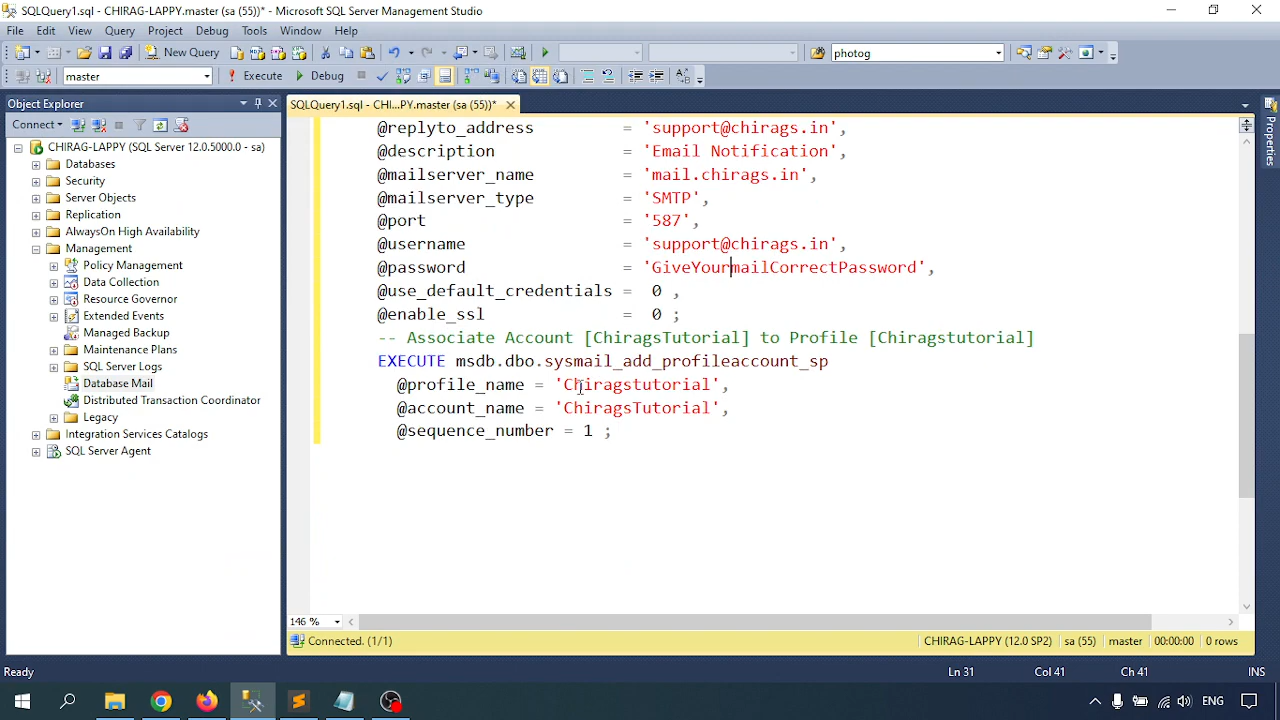 SQLQuery1.sql - CHIRAG-LAPPY.master (sa (55))* - Microsoft SQL Server Management Studio
File Edit View Query Project Debug Tools Window Help
New Query photog
master Execute Debug
Object Explorer
SQLQuery1.sql - CHI...PY.master (sa (55))*
Properties
Connect
CHIRAG-LAPPY (SQL Server 12.0.5000.0 - sa)
Databases
Security
Server Objects
Replication
AlwaysOn High Availability
Management
Policy Management
Data Collection
Resource Governor
Extended Events
Managed Backup
Maintenance Plans
SQL Server Logs
Database Mail
Distributed Transaction Coordinator
Legacy
Integration Services Catalogs
SQL Server Agent
@replyto_address = 'support@chirags.in',
@description = 'Email Notification',
@mailserver_name = 'mail.chirags.in',
@mailserver_type = 'SMTP',
@port = '587',
@username = 'support@chirags.in',
@password = 'GiveYourmailCorrectPassword',
@use_default_credentials = 0 ,
@enable_ssl = 0 ;
-- Associate Account [ChiragsTutorial] to Profile [Chiragstutorial]
EXECUTE msdb.dbo.sysmail_add_profileaccount_sp
@profile_name = 'Chiragstutorial',
@account_name = 'ChiragsTutorial',
@sequence_number = 1 ;
146 %
Connected. (1/1) CHIRAG-LAPPY (12.0 SP2) sa (55) master 00:00:00 0 rows
Ready Ln 31 Col 41 Ch 41 INS
ENG